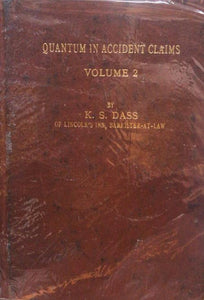 QUANTUM IN ACCIDENT CLAIMS
VOLUME 2
BY
K. S. DASS
OF LINCOLN'S INN, BARRISTER-AT-LAW